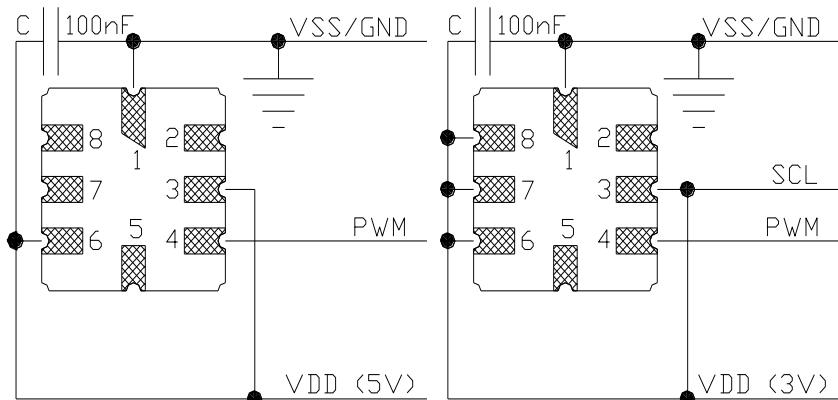 C 100nF VSS/GND
8 2
1
7 3
5
6 4 PWM
VDD (5V)
C 100nF VSS/GND
8 2
1
7 3 SCL
5
6 4 PWM
VDD (3V)